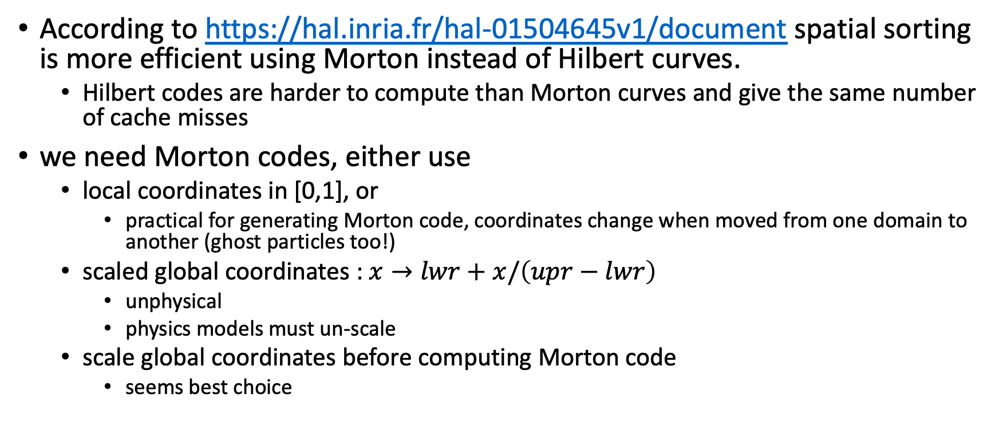 • According to https://hal.inria.fr/hal-01504645v1/document spatial sorting
is more efficient using Morton instead of Hilbert curves.
• Hilbert codes are harder to compute than Morton curves and give the same number
of cache misses
• we need Morton codes, either use
• local coordinates in [0,1], or
• practical for generating Morton code, coordinates change when moved from one domain to
another (ghost particles too!)
• scaled global coordinates : x → lwr + x/(upr − lwr)
• unphysical
• physics models must un-scale
• scale global coordinates before computing Morton code
• seems best choice